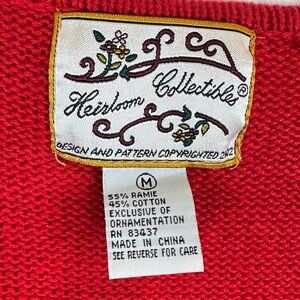 Heirloom Collectibles®
DESIGN AND PATTERN COPYRIGHTED
M
55% RAMIE
45% COTTON
EXCLUSIVE OF
ORNAMENTATION
RN 83437
MADE IN CHINA
SEE REVERSE FOR CARE